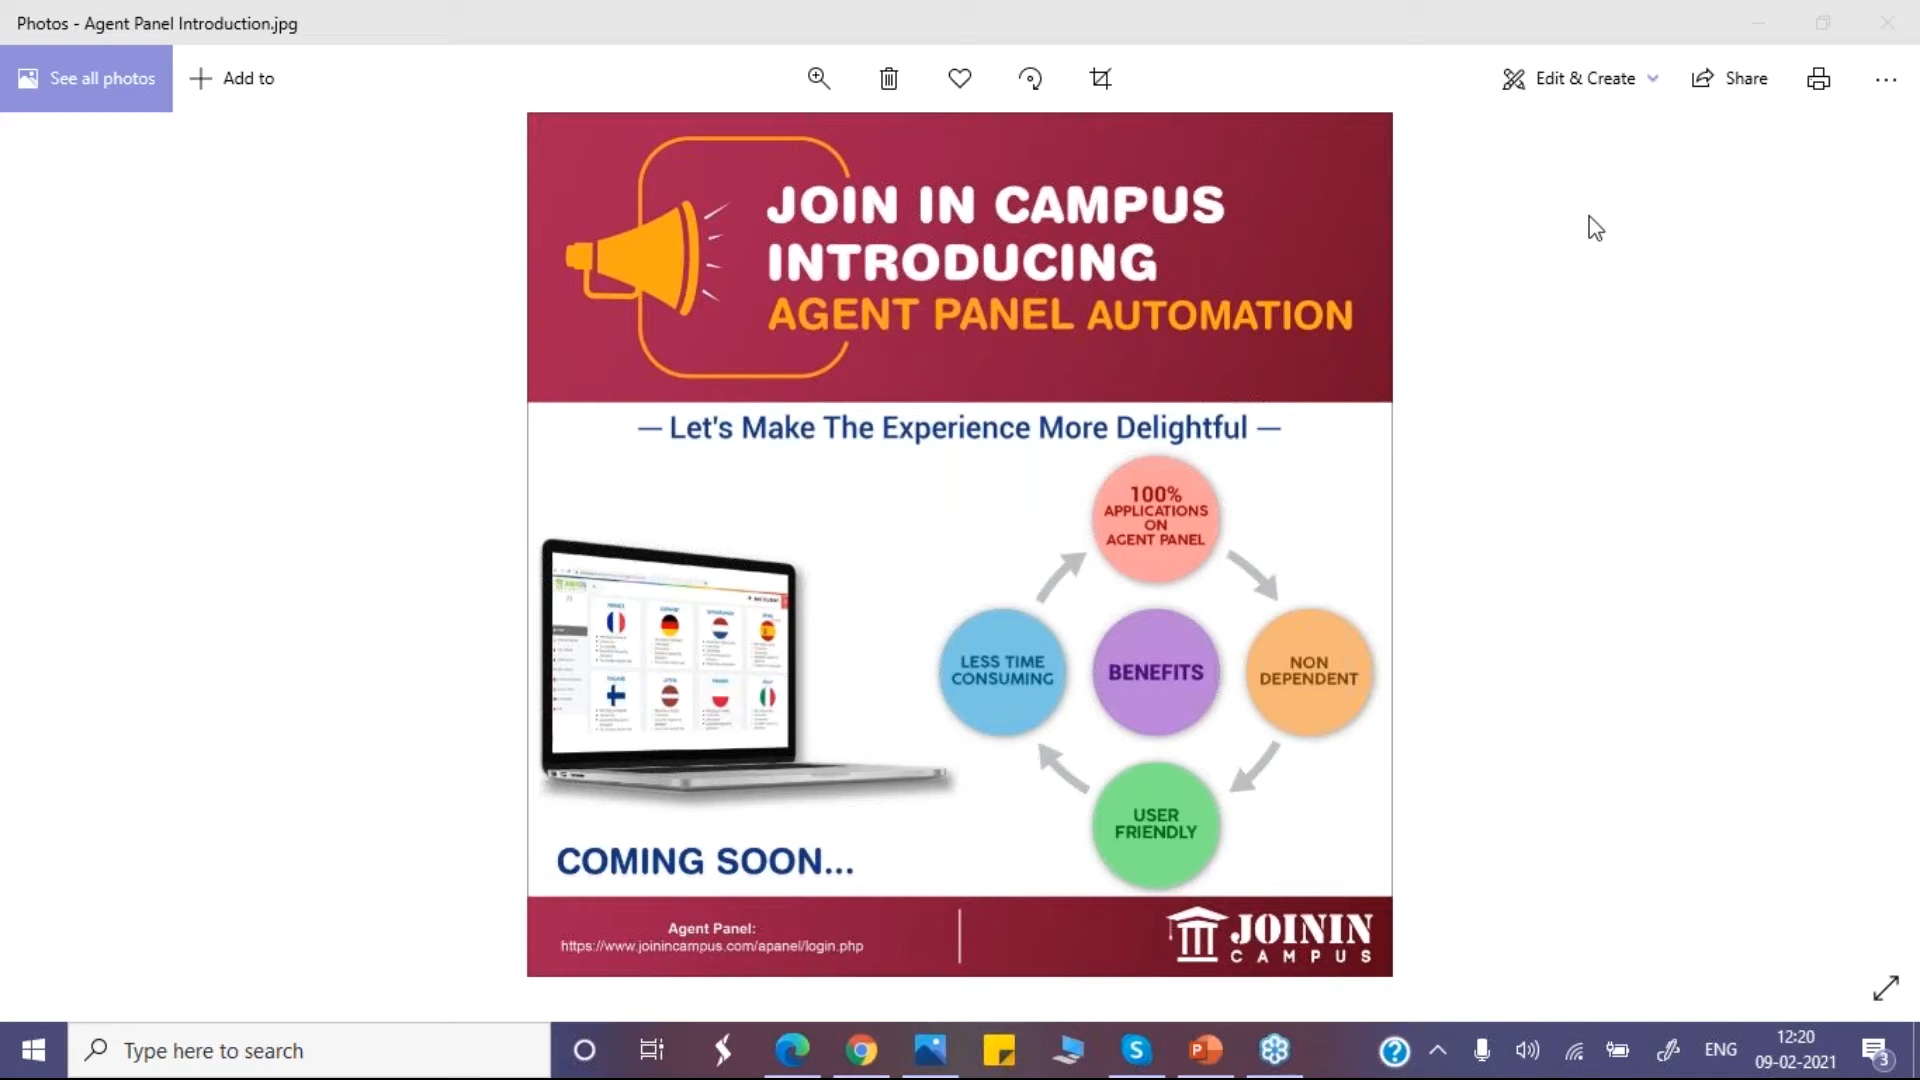 Photos - Agent Panel Introduction.jpg
See all photos
Add to
Edit & Create
Share
JOIN IN CAMPUS
INTRODUCING
AGENT PANEL AUTOMATION
— Let's Make The Experience More Delightful —
100%
APPLICATIONS
ON
AGENT PANEL
LESS TIME
CONSUMING
BENEFITS
NON
DEPENDENT
USER
FRIENDLY
COMING SOON...
Agent Panel:
https://www.joinincampus.com/apanel/login.php
JOININ
CAMPUS
Type here to search
ENG
12:20
09-02-2021
3